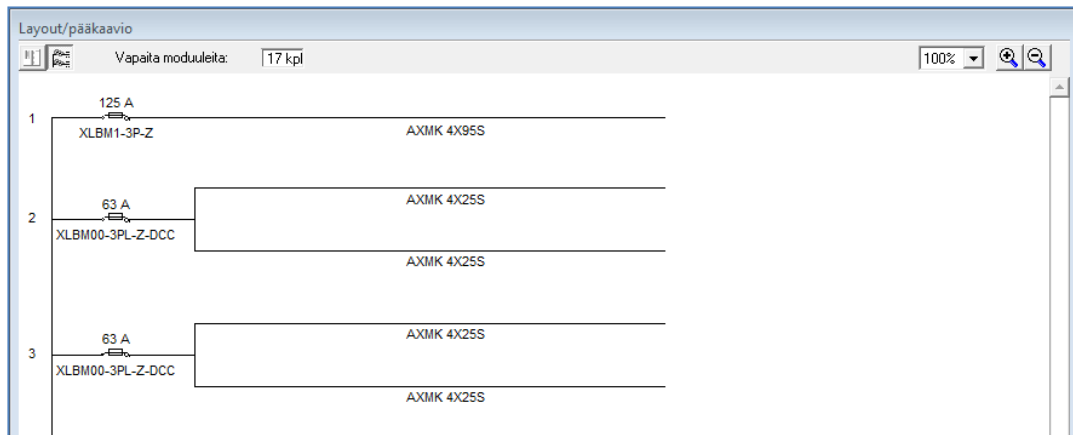 Layout/pääkaavio
Vapaita moduuleita: 17 kpl 100%
125 A
1
XLBM1-3P-Z AXMK 4X95S
AXMK 4X25S
63 A
2
XLBM00-3PL-Z-DCC
AXMK 4X25S
AXMK 4X25S
63 A
3
XLBM00-3PL-Z-DCC
AXMK 4X25S